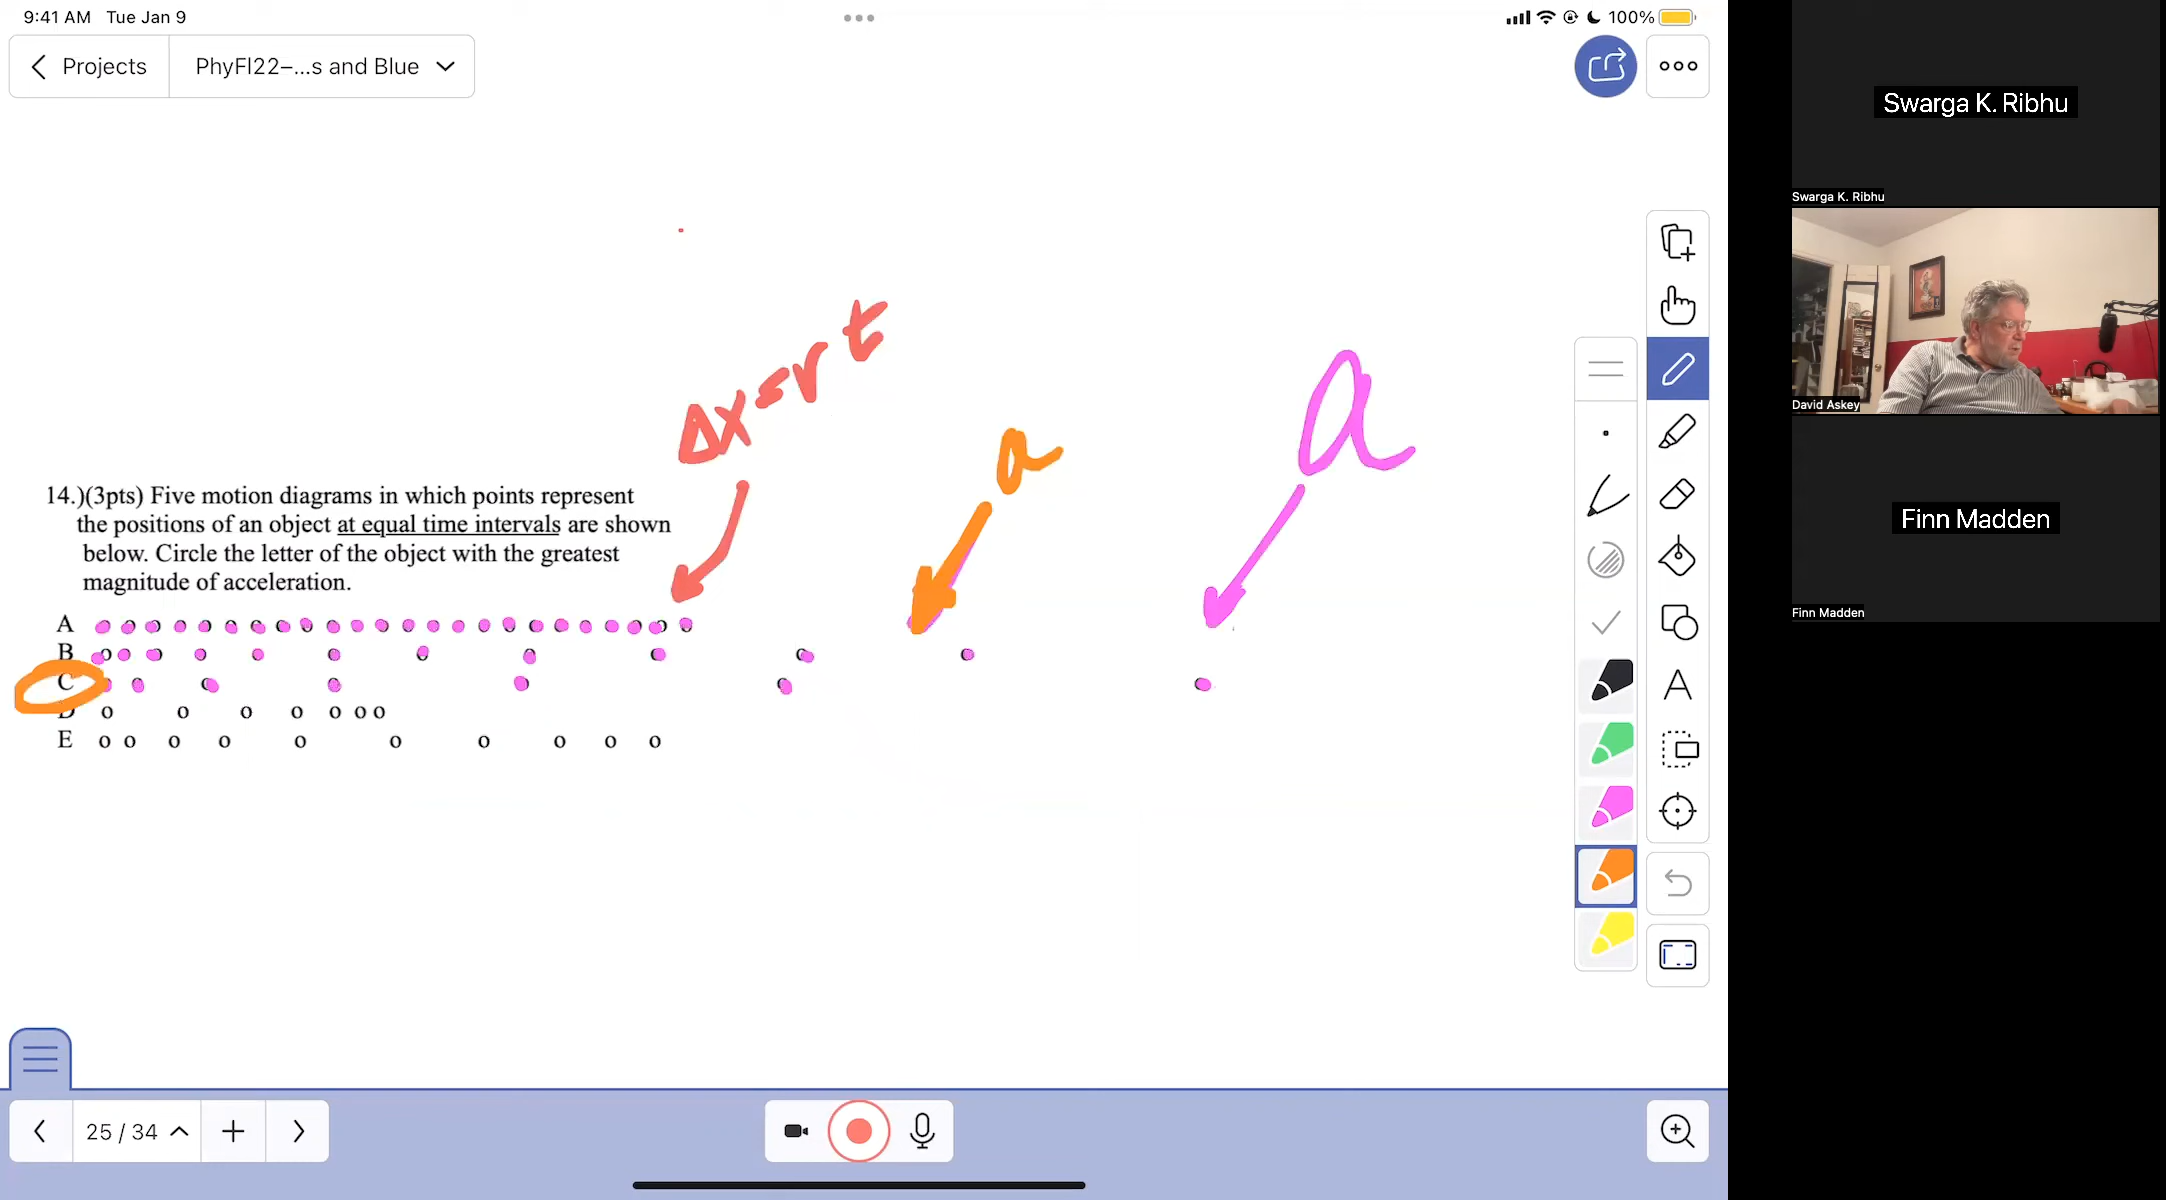 9:41 AM Tue Jan 9
100%
Projects
PhyFl22–...s and Blue
Swarga K. Ribhu
Swarga K. Ribhu
David Askey
Finn Madden
Finn Madden
Δx=rt
a
a
14.)(3pts) Five motion diagrams in which points represent
the positions of an object at equal time intervals are shown
below. Circle the letter of the object with the greatest
magnitude of acceleration.
A
B
C
D
E
A
25 / 34